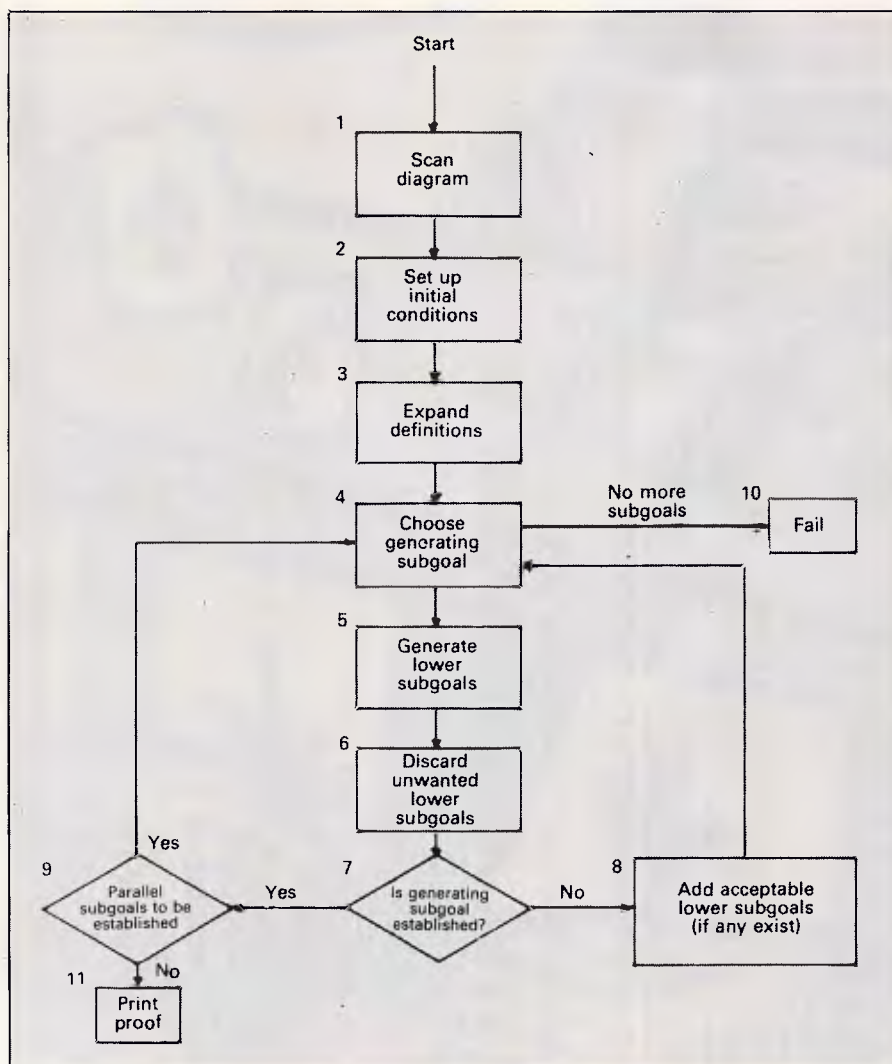 Start
1
Scan
diagram
2
Set up
initial
conditions
3
Expand
definitions
4
Choose
generating
subgoal
No more
subgoals
10
Fail
5
Generate
lower
subgoals
6
Discard
unwanted
lower
subgoals
Yes
9
Parallel
subgoals to be
established
Yes
7
Is generating
subgoal
established?
No
8
Add acceptable
lower subgoals
(if any exist)
No
11
Print
proof